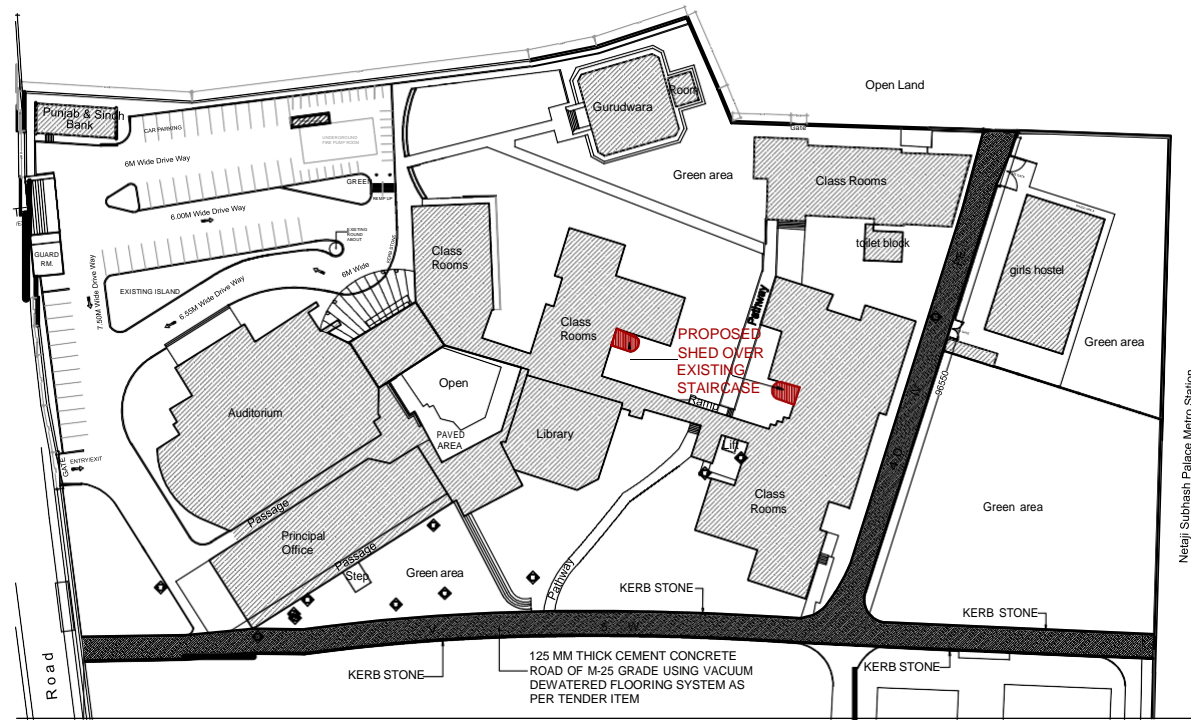 Open Land
Punjab & Sindh
Bank
CAR PARKING
6M Wide Drive Way
UNDERGROUND
FIRE PUMP ROOM
Gurudwara
Room
Gate
Green area
Class Rooms
GREEN
REMP UP
6.00M Wide Drive Way
EXISTING
ROUND
ABOUT
KERB STONE
GUARD
RM.
7.50M Wide Drive Way
EXISTING ISLAND
6.55M Wide Drive Way
6M Wide
Class
Rooms
toilet block
girls hostel
Green area
Pathway
Class
Rooms
PROPOSED
SHED OVER
EXISTING
STAIRCASE
Ramp
Open
PAVED
AREA
Auditorium
Library
Lift
96550
Netaji Subhash Palace Metro Station
GATE
ENTRY/EXIT
Passage
Principal
Office
Passage
Step
Green area
Pathway
Class
Rooms
Green area
KERB STONE
KERB STONE
KERB STONE
KERB STONE
125 MM THICK CEMENT CONCRETE
ROAD OF M-25 GRADE USING VACUUM
DEWATERED FLOORING SYSTEM AS
PER TENDER ITEM
Road